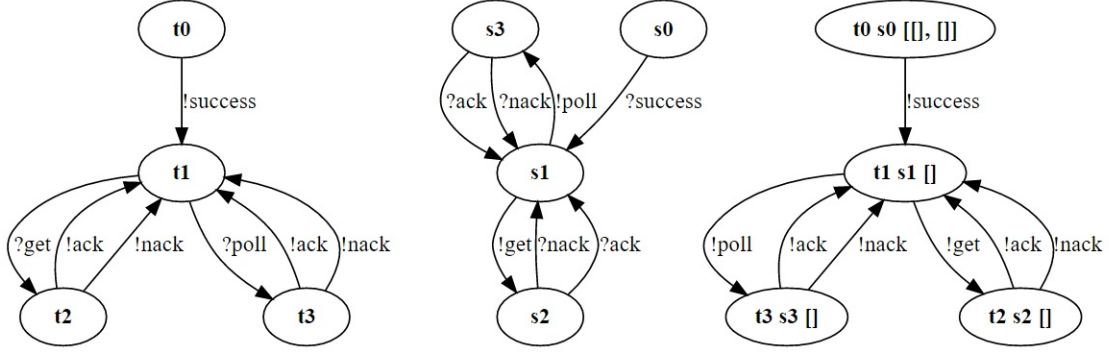 t0
!success
t1
?get
!ack
!nack
?poll
!ack
!nack
t2
t3
s3
s0
?ack
?nack
!poll
?success
s1
!get
?nack
?ack
s2
t0 s0 [[], []]
!success
t1 s1 []
!poll
!ack
!nack
!get
!ack
!nack
t3 s3 []
t2 s2 []